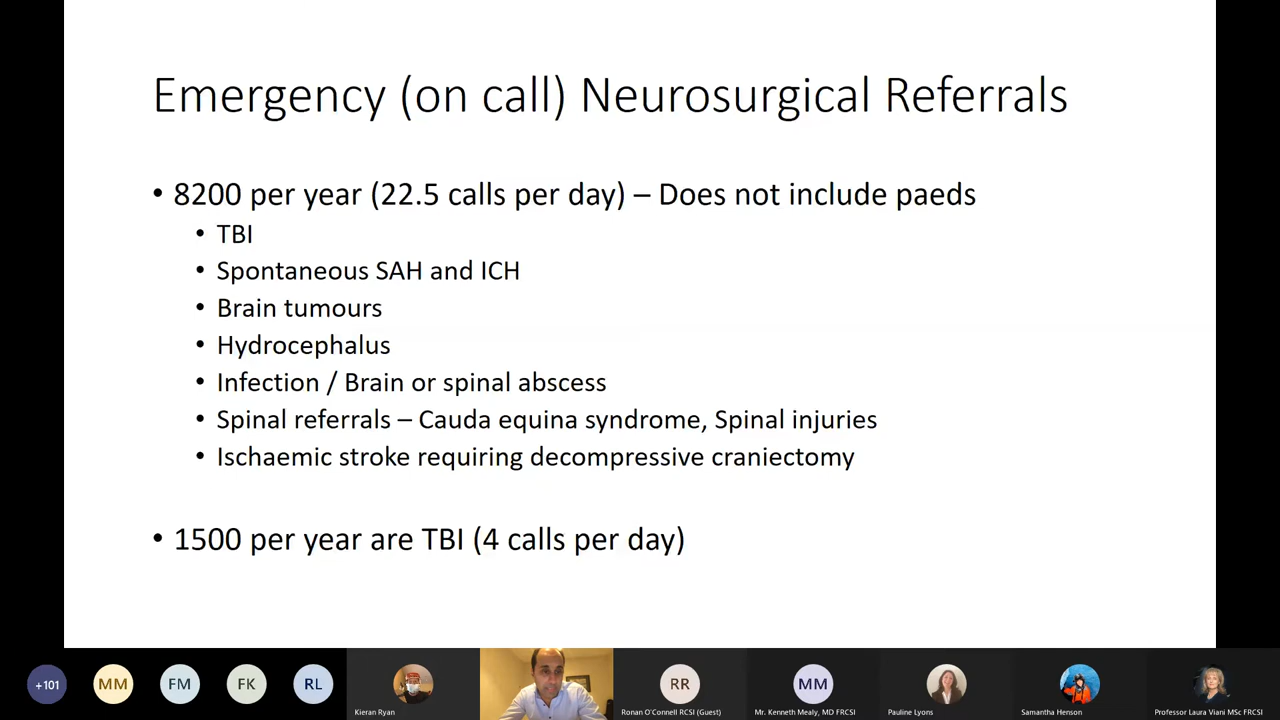 Emergency (on call) Neurosurgical Referrals
• 8200 per year (22.5 calls per day) – Does not include paeds
• TBI
• Spontaneous SAH and ICH
• Brain tumours
• Hydrocephalus
• Infection / Brain or spinal abscess
• Spinal referrals – Cauda equina syndrome, Spinal injuries
• Ischaemic stroke requiring decompressive craniectomy
• 1500 per year are TBI (4 calls per day)
+101
MM
FM
FK
RL
Kieran Ryan
RR
Ronan O'Connell RCSI (Guest)
MM
Mr. Kenneth Mealy, MD FRCSI
Pauline Lyons
Samantha Henson
Professor Laura Viani MSc FRCSI